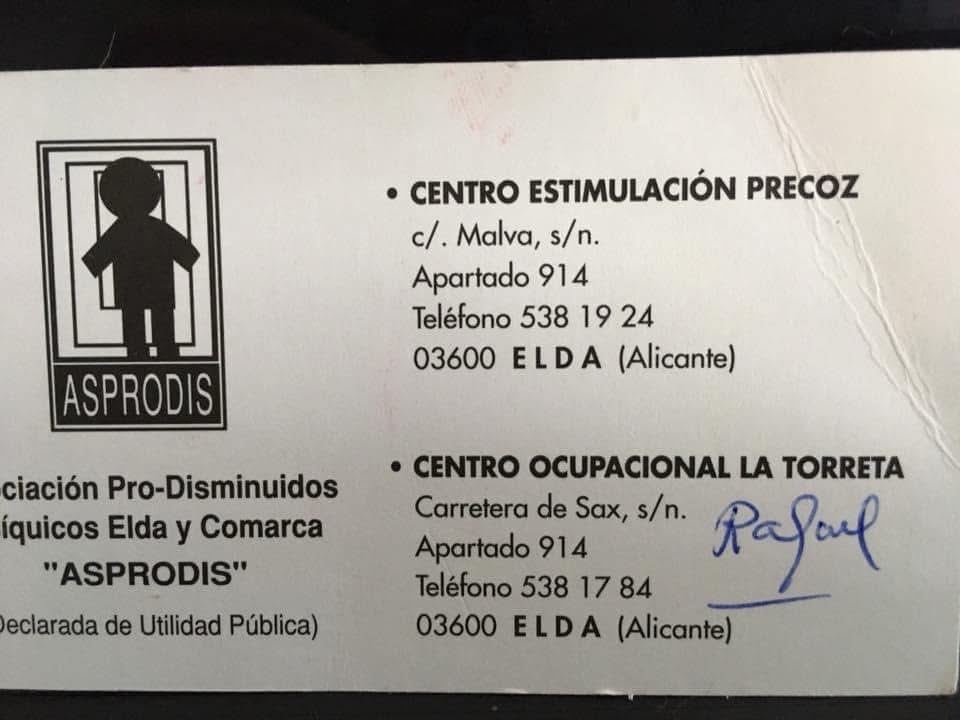 ASPRODIS
ciación Pro-Disminuidos
íquicos Elda y Comarca
"ASPRODIS"
Declarada de Utilidad Pública)
• CENTRO ESTIMULACIÓN PRECOZ
c/. Malva, s/n.
Apartado 914
Teléfono 538 19 24
03600 ELDA (Alicante)
• CENTRO OCUPACIONAL LA TORRETA
Carretera de Sax, s/n.
Apartado 914
Teléfono 538 17 84
03600 ELDA (Alicante)
Rafael